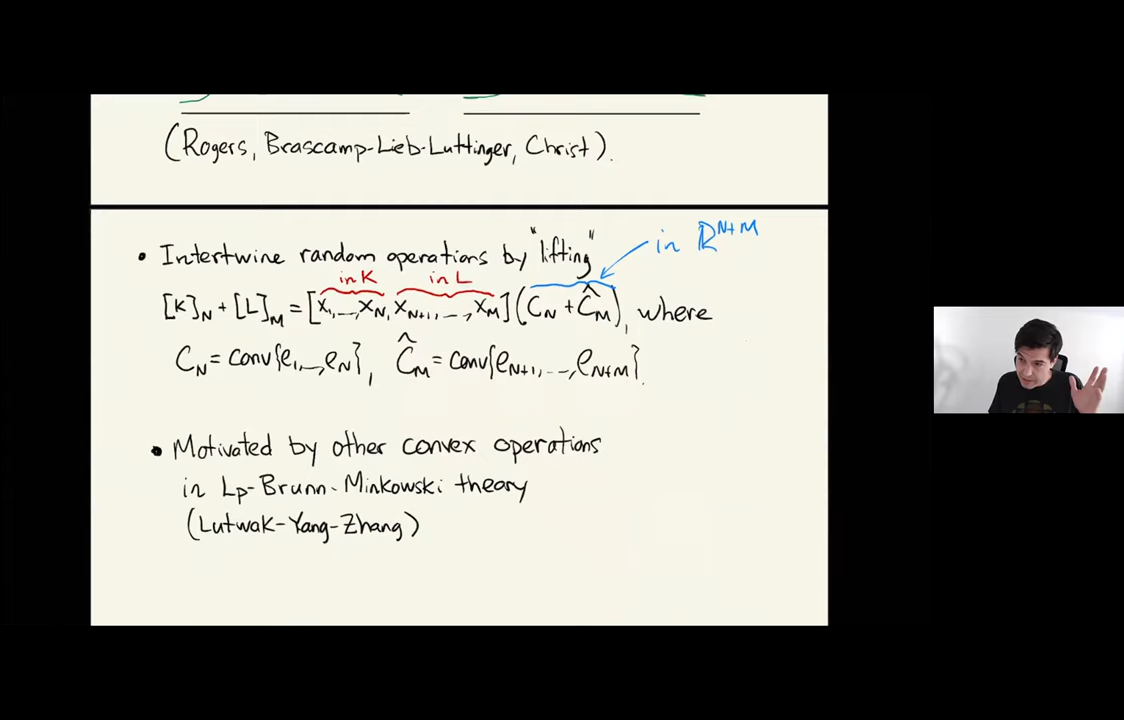 (Rogers, Brascamp-Lieb-Luttinger, Christ).
• Intertwine random operations by "lifting"
in ℝ^{N+M}
in K in L
[K]_N + [L]_M = [X_1, ..., X_N, X_{N+1}, ..., X_M](C_N + Ĉ_M), where
C_N = conv{e_1, ..., e_N}, Ĉ_M = conv{e_{N+1}, ..., e_{N+M}}.
• Motivated by other convex operations
in Lp-Brunn-Minkowski theory
(Lutwak-Yang-Zhang)